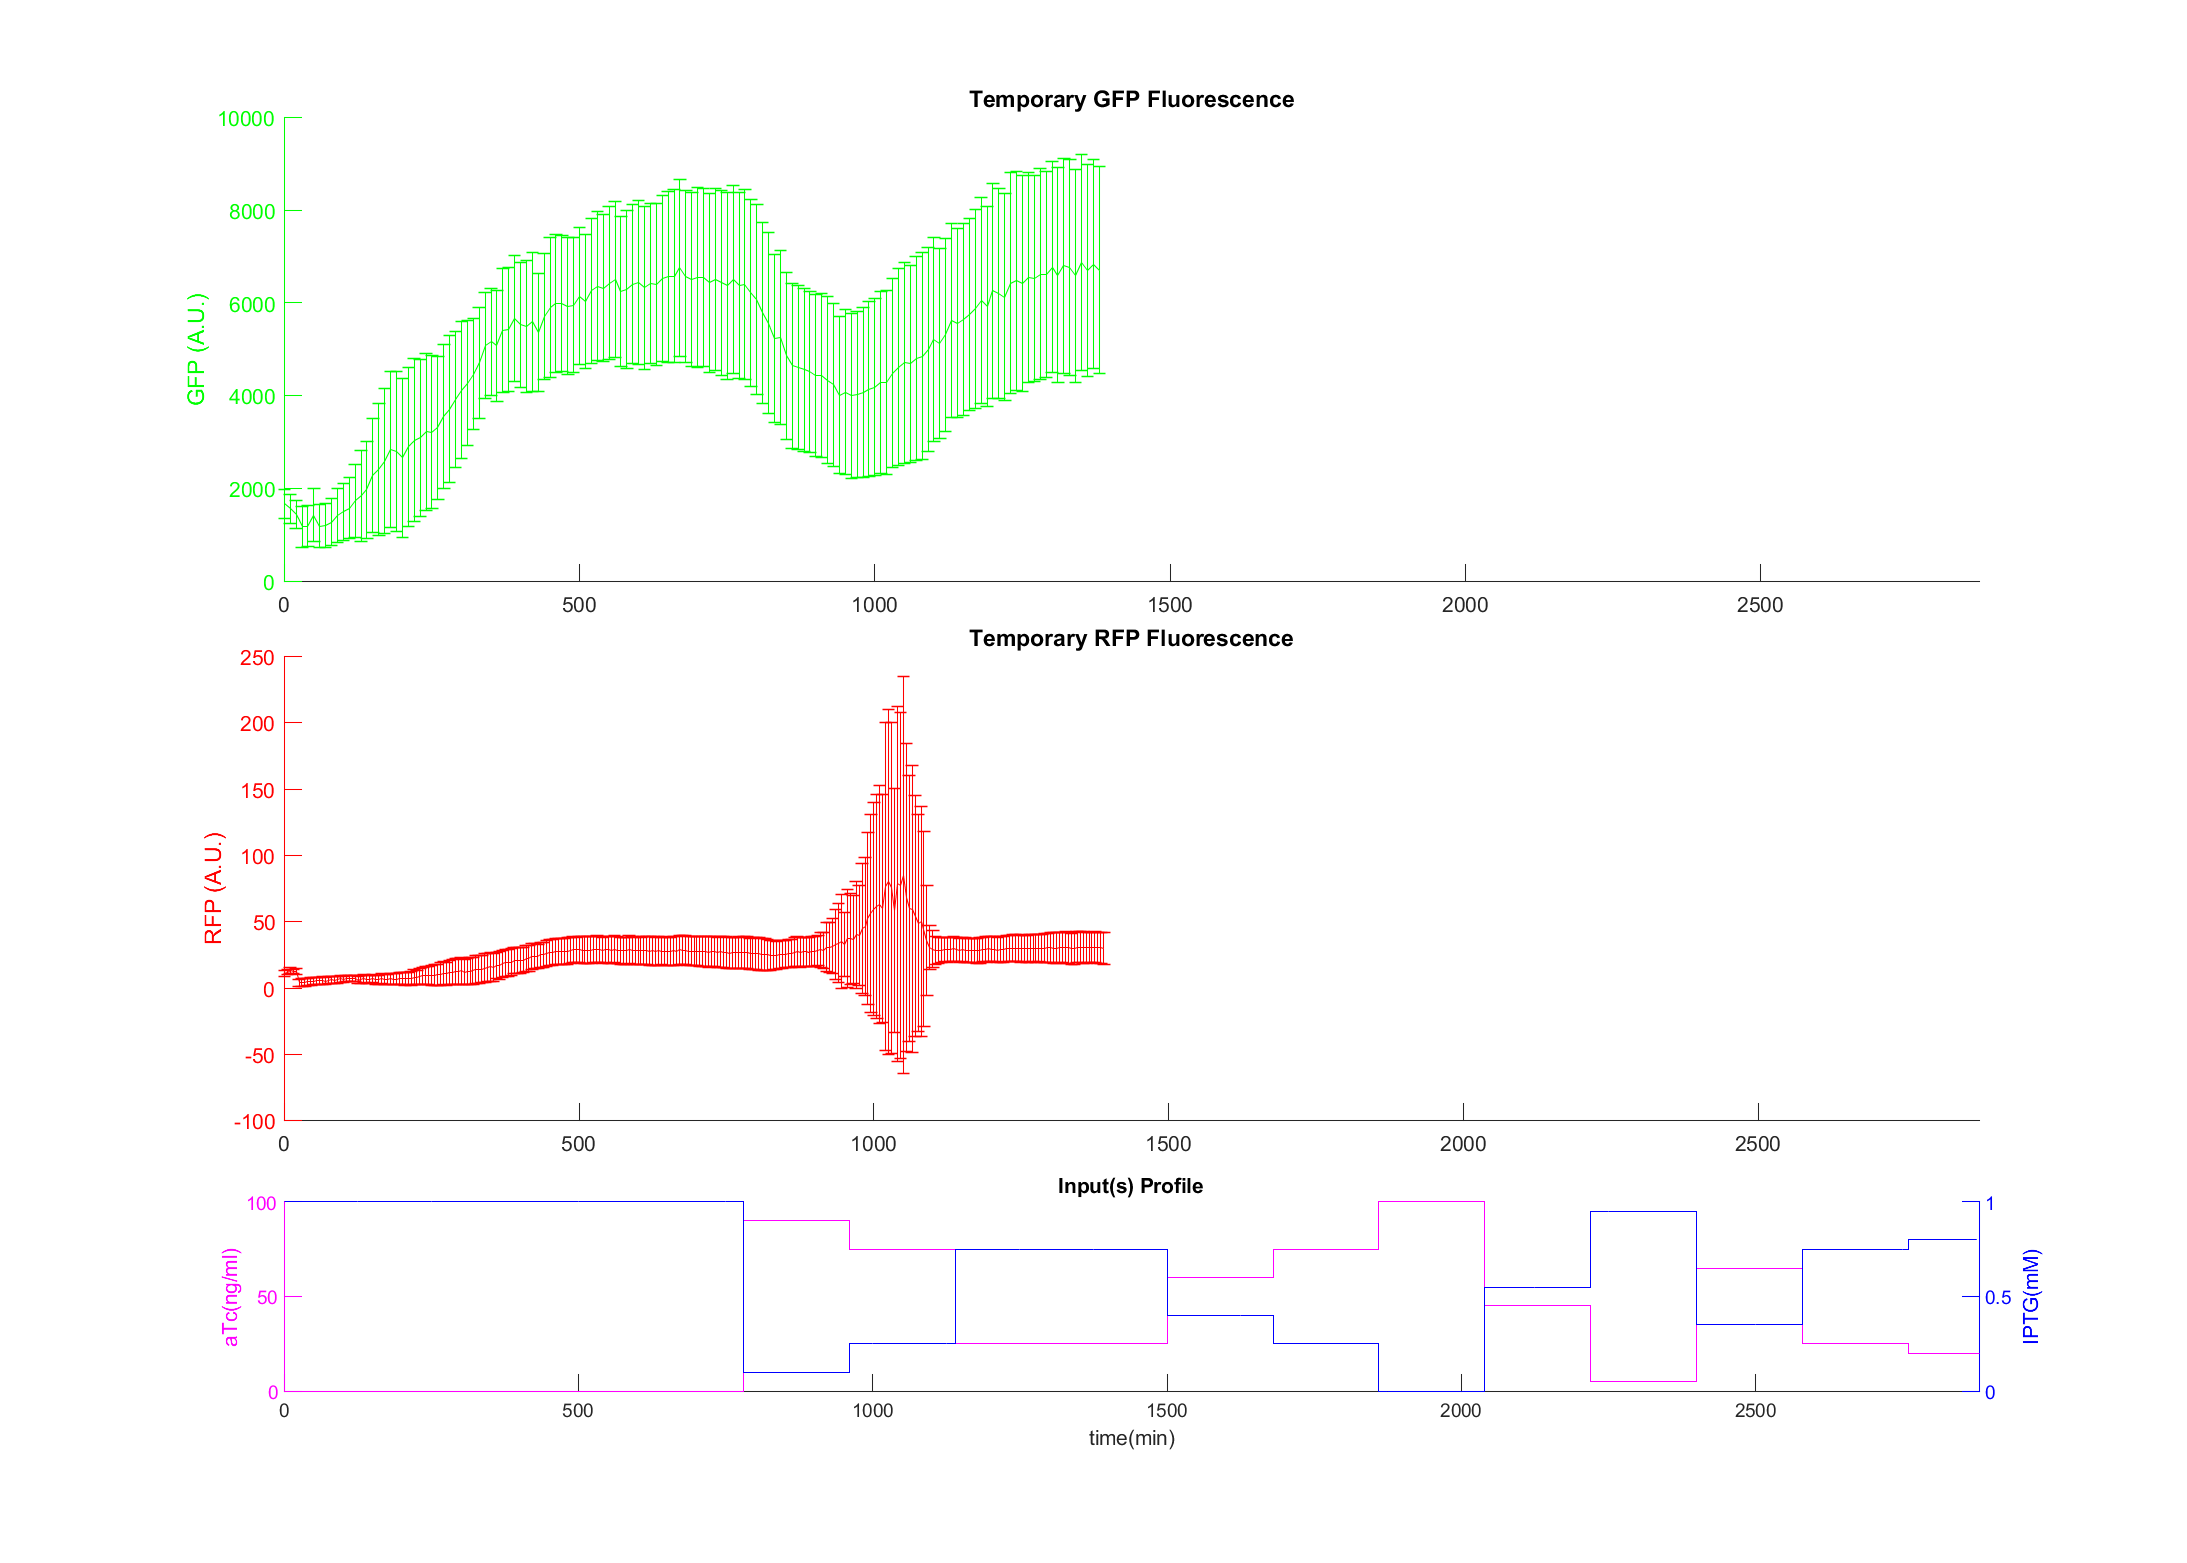 Temporary GFP Fluorescence
10000
8000
6000
4000
2000
0
GFP (A.U.)
0 500 1000 1500 2000 2500
Temporary RFP Fluorescence
250
200
150
100
50
0
-50
-100
RFP (A.U.)
0 500 1000 1500 2000 2500
Input(s) Profile
100
50
0
aTc(ng/ml)
1
0.5
0
IPTG(mM)
0 500 1000 1500 2000 2500
time(min)